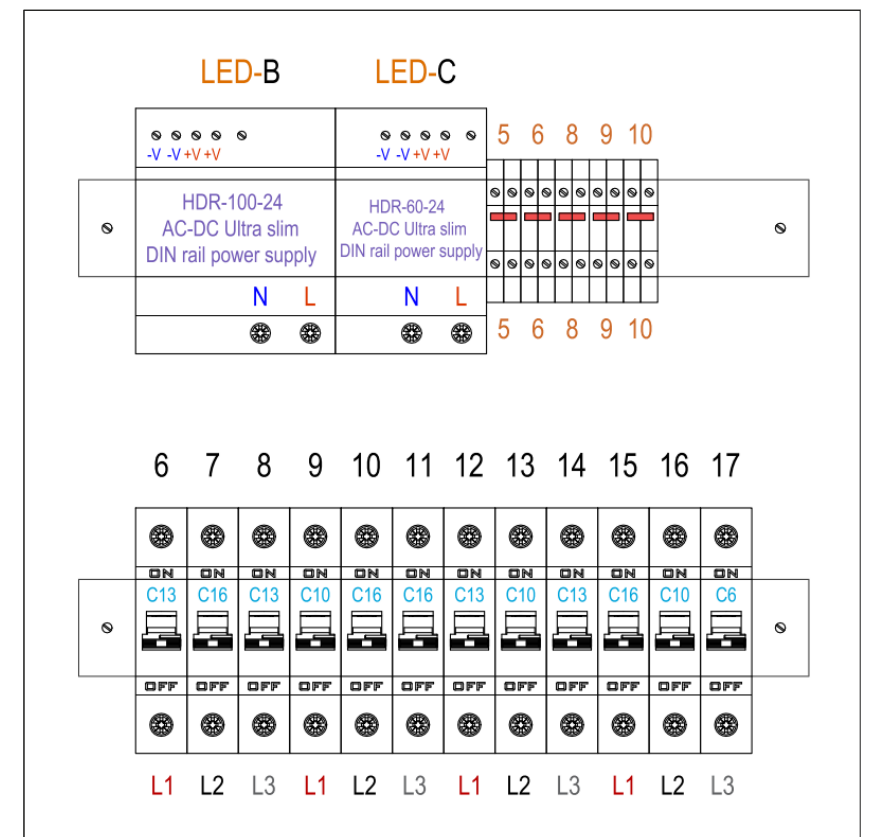 LED-B LED-C
5 6 8 9 10
-V -V +V +V -V -V +V +V
HDR-100-24
AC-DC Ultra slim
DIN rail power supply
HDR-60-24
AC-DC Ultra slim
DIN rail power supply
N L N L
5 6 8 9 10
6 7 8 9 10 11 12 13 14 15 16 17
ON ON ON ON ON ON ON ON ON ON ON ON
C13 C16 C13 C10 C16 C16 C13 C10 C13 C16 C10 C6
OFF OFF OFF OFF OFF OFF OFF OFF OFF OFF OFF OFF
L1 L2 L3 L1 L2 L3 L1 L2 L3 L1 L2 L3